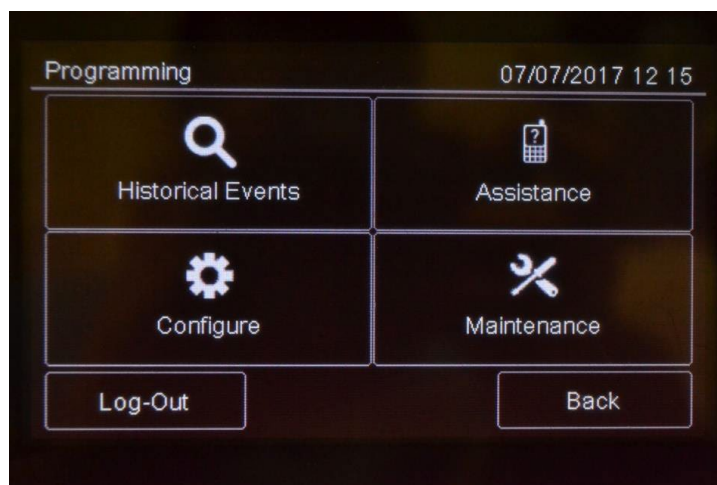 Programming 07/07/2017 12 15
Historical Events Assistance
?
Configure Maintenance
Log-Out Back